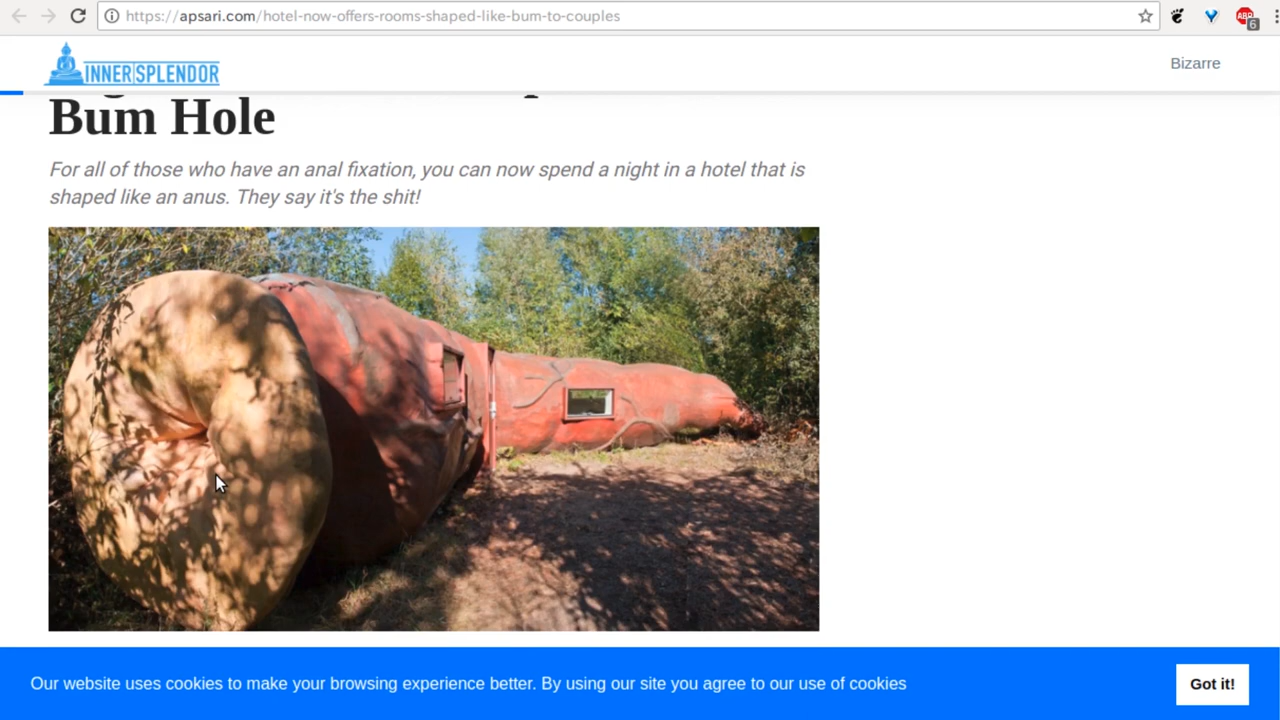 https://apsari.com/hotel-now-offers-rooms-shaped-like-bum-to-couples
ABP
6
INNER SPLENDOR
Bizarre
Bum Hole
For all of those who have an anal fixation, you can now spend a night in a hotel that is
shaped like an anus. They say it's the shit!
Our website uses cookies to make your browsing experience better. By using our site you agree to our use of cookies
Got it!